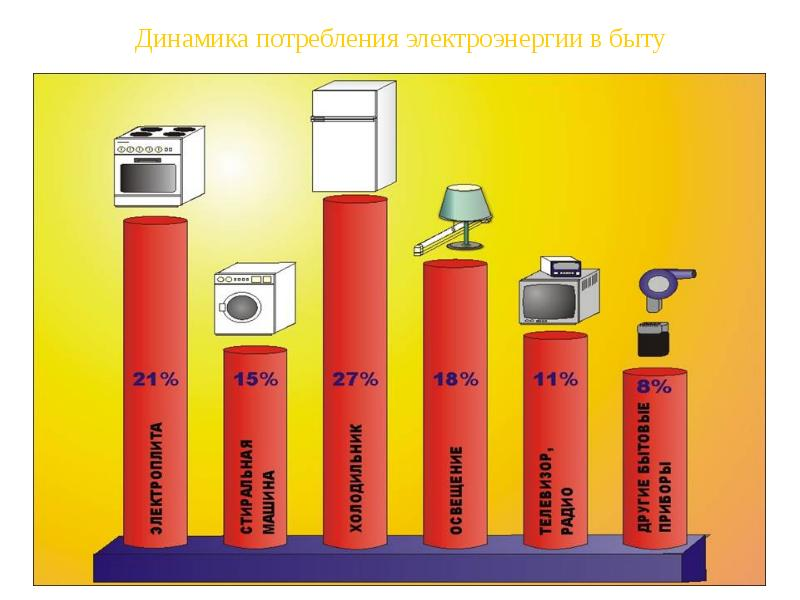 Динамика потребления электроэнергии в быту
21%
ЭЛЕКТРОПЛИТА
15%
СТИРАЛЬНАЯ
МАШИНА
27%
ХОЛОДИЛЬНИК
18%
ОСВЕЩЕНИЕ
11%
ТЕЛЕВИЗОР,
РАДИО
8%
ДРУГИЕ БЫТОВЫЕ
ПРИБОРЫ